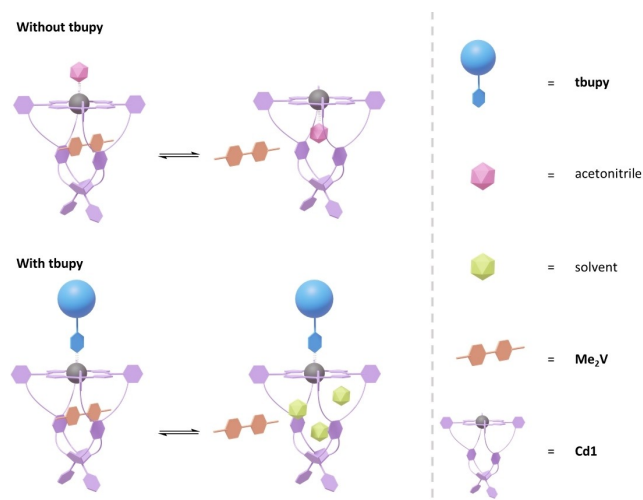 Without tbupy
With tbupy
= tbupy
= acetonitrile
= solvent
= Me₂V
= Cd1